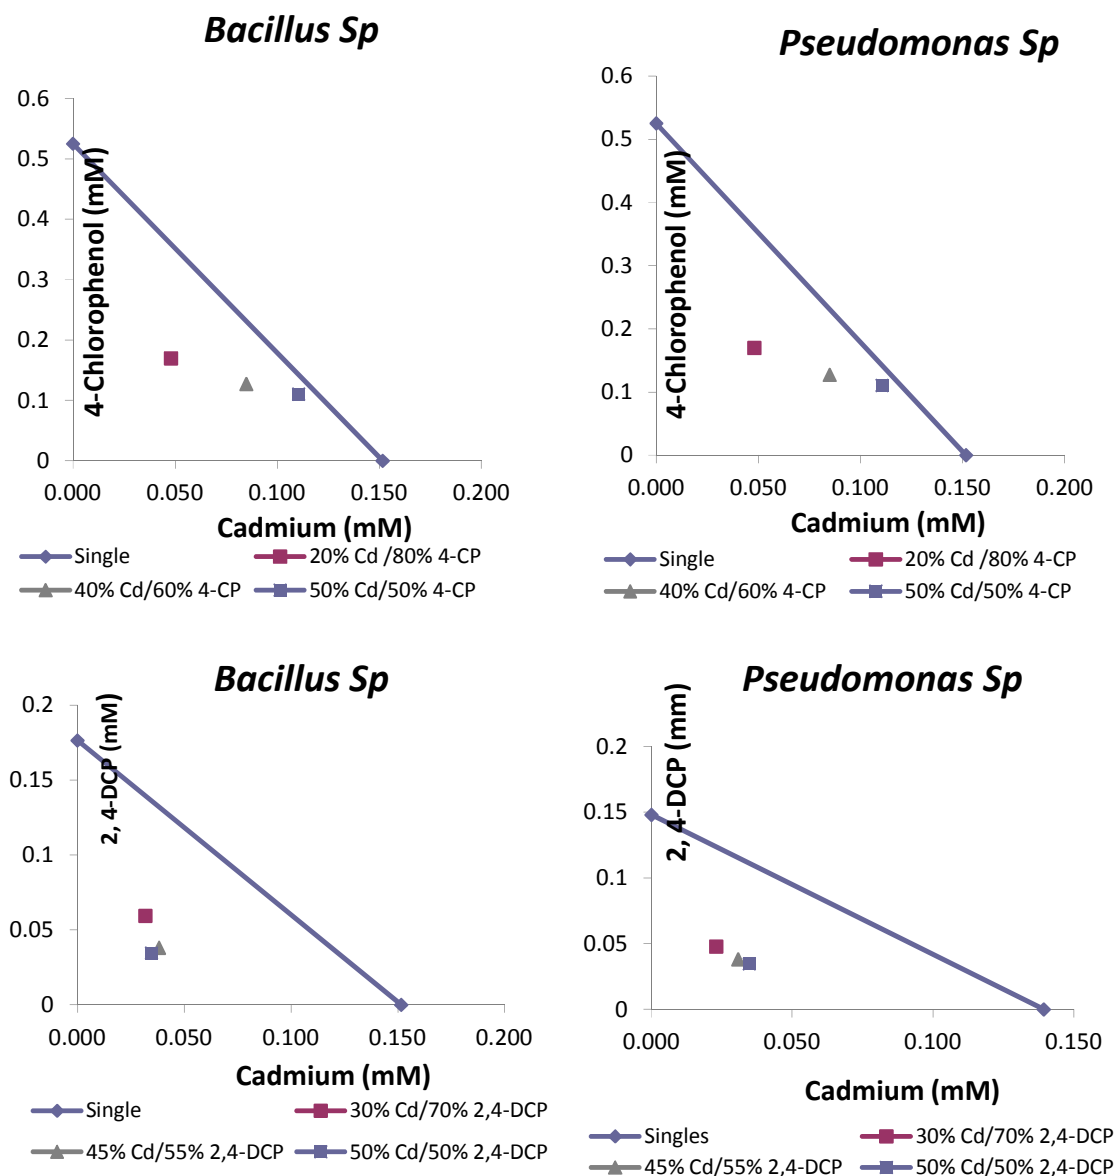 Bacillus Sp
0.6
0.5
0.4
0.3
0.2
0.1
0
4-Chlorophenol (mM)
0.000 0.050 0.100 0.150 0.200
Cadmium (mM)
Single 20% Cd /80% 4-CP
40% Cd/60% 4-CP 50% Cd/50% 4-CP
Pseudomonas Sp
0.6
0.5
0.4
0.3
0.2
0.1
0
4-Chlorophenol (mM)
0.000 0.050 0.100 0.150 0.200
Cadmium (mM)
Single 20% Cd /80% 4-CP
40% Cd/60% 4-CP 50% Cd/50% 4-CP
Bacillus Sp
0.2
0.15
0.1
0.05
0
2, 4-DCP (mM)
0.000 0.050 0.100 0.150 0.200
Cadmium (mM)
Single 30% Cd/70% 2,4-DCP
45% Cd/55% 2,4-DCP 50% Cd/50% 2,4-DCP
Pseudomonas Sp
0.2
0.15
0.1
0.05
0
2, 4-DCP (mm)
0.000 0.050 0.100 0.150
Cadmium (mM)
Singles 30% Cd/70% 2,4-DCP
45% Cd/55% 2,4-DCP 50% Cd/50% 2,4-DCP